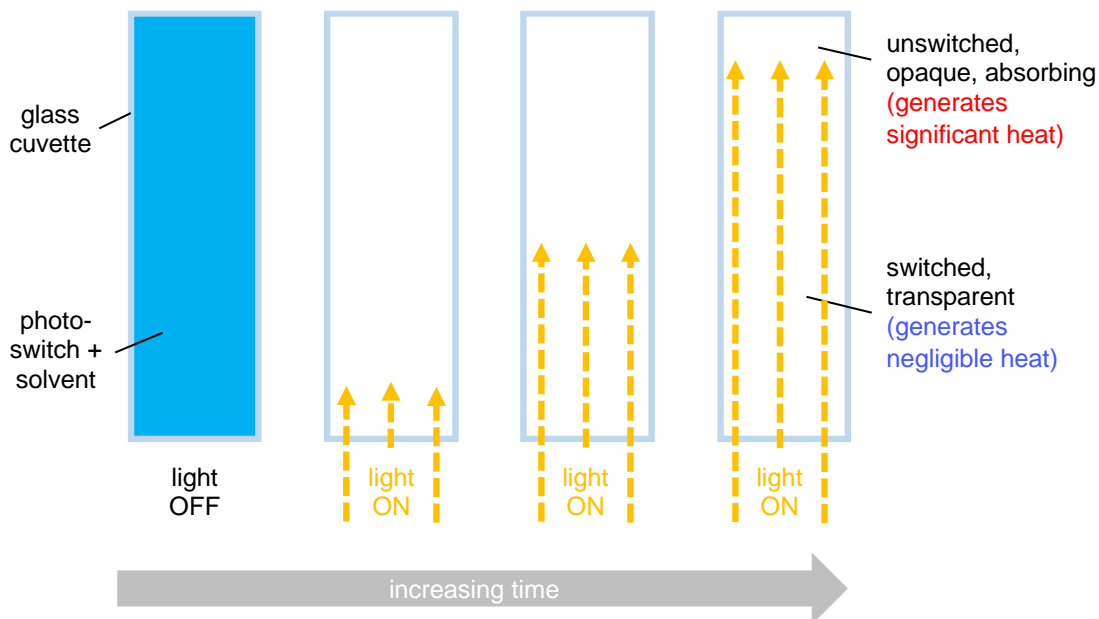 glass
cuvette
photo-
switch +
solvent
unswitched,
opaque, absorbing
(generates
significant heat)
switched,
transparent
(generates
negligible heat)
light
OFF
light
ON
light
ON
light
ON
increasing time